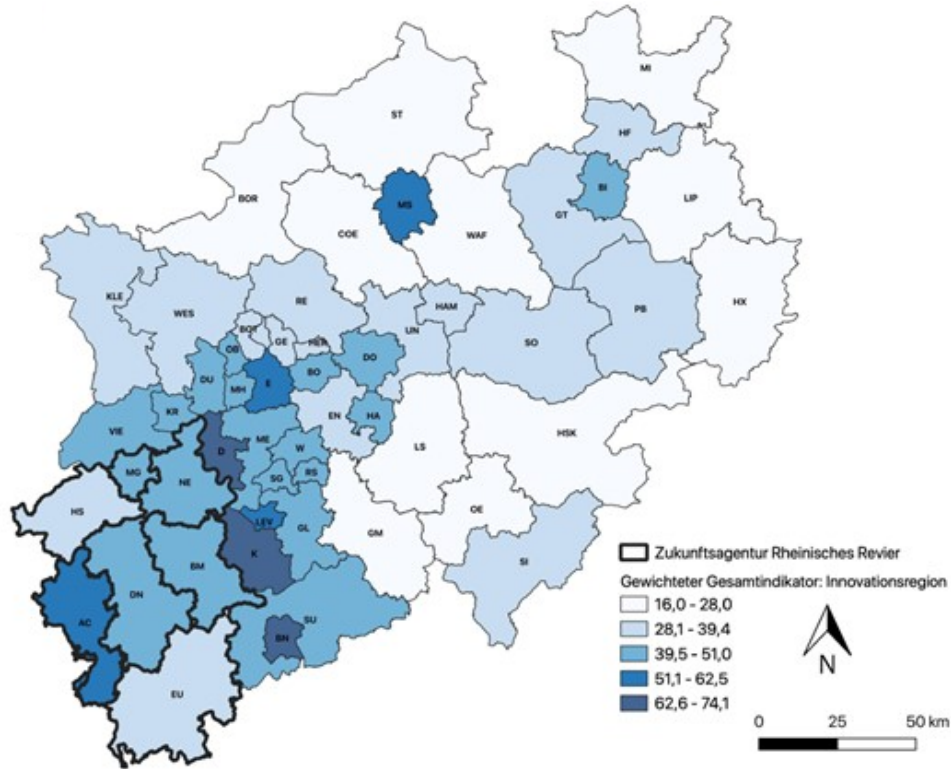 MI
ST
HF
BI
LIP
BOR
MS
GT
COE
WAF
KLE
RE
HX
WES
HAM
PB
UN
BOT
GE
HER
SO
OB
DO
DU
E
BO
MH
KR
EN
HA
VIE
ME
W
HSK
D
LS
MG
NE
SG
RS
HS
OE
LEV
GL
GM
K
SI
BM
DN
AC
SU
BN
EU
Zukunftsagentur Rheinisches Revier
Gewichteter Gesamtindikator: Innovationsregion
16,0 - 28,0
28,1 - 39,4
39,5 - 51,0
51,1 - 62,5
62,6 - 74,1
N
0 25 50 km